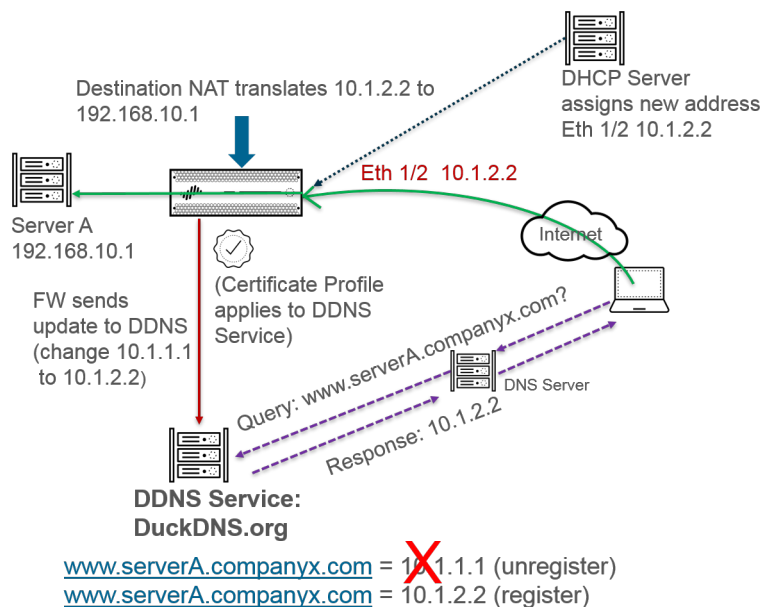 Destination NAT translates 10.1.2.2 to
192.168.10.1
DHCP Server
assigns new address
Eth 1/2 10.1.2.2
Eth 1/2 10.1.2.2
Server A
192.168.10.1
Internet
(Certificate Profile
applies to DDNS
Service)
FW sends
update to DDNS
(change 10.1.1.1
to 10.1.2.2)
Query: www.serverA.companyx.com?
DNS Server
Response: 10.1.2.2
DDNS Service:
DuckDNS.org
www.serverA.companyx.com = 10.1.1.1 (unregister)
www.serverA.companyx.com = 10.1.2.2 (register)